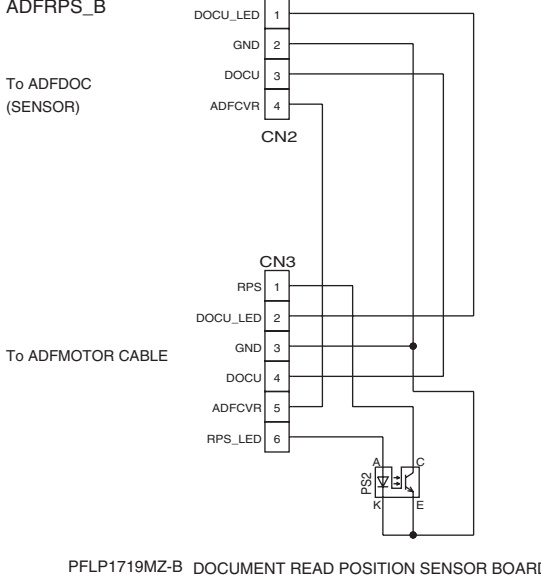 ADFRPS_B
To ADFDOC
(SENSOR)
DOCU_LED 1
GND 2
DOCU 3
ADFCVR 4
CN2
CN3
RPS 1
DOCU_LED 2
GND 3
DOCU 4
ADFCVR 5
RPS_LED 6
To ADFMOTOR CABLE
A C
PS2
K E
PFLP1719MZ-B DOCUMENT READ POSITION SENSOR BOARD